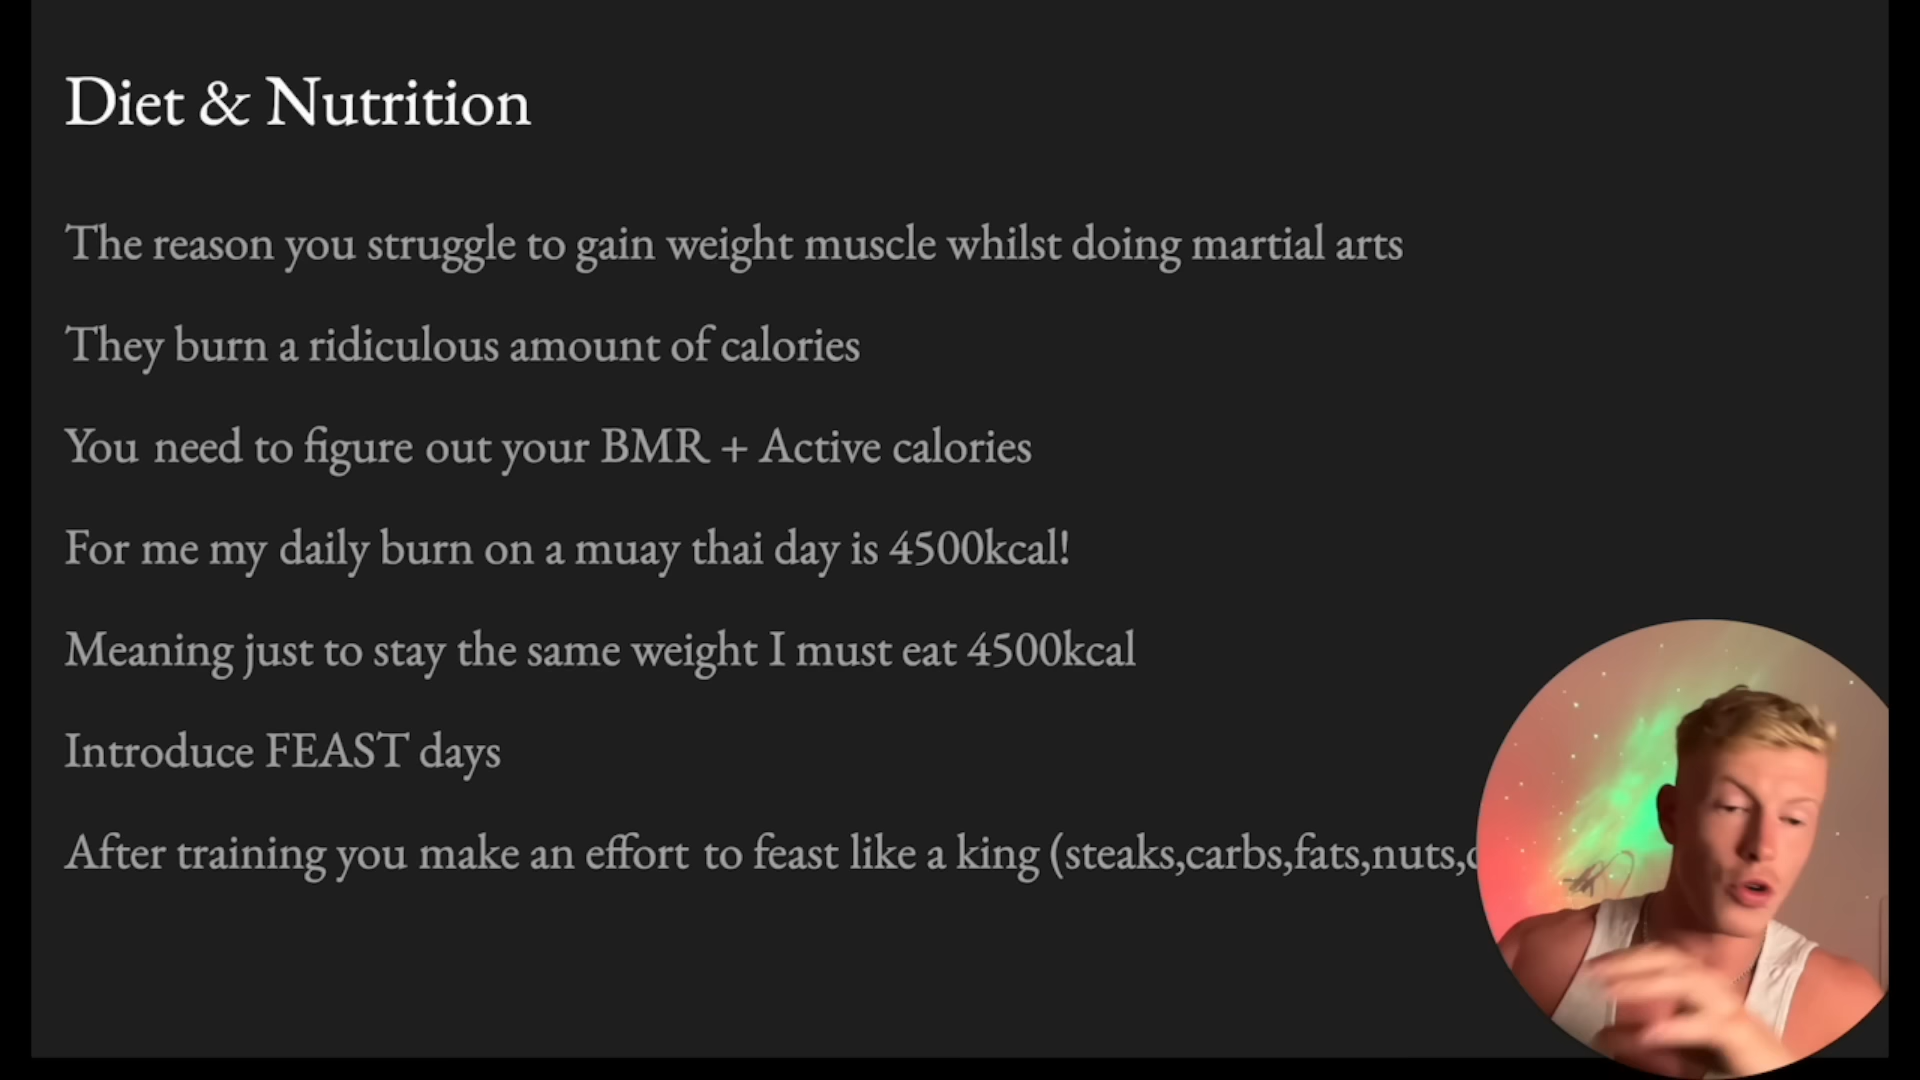 Diet & Nutrition
The reason you struggle to gain weight muscle whilst doing martial arts
They burn a ridiculous amount of calories
You need to figure out your BMR + Active calories
For me my daily burn on a muay thai day is 4500kcal!
Meaning just to stay the same weight I must eat 4500kcal
Introduce FEAST days
After training you make an effort to feast like a king (steaks,carbs,fats,nuts,